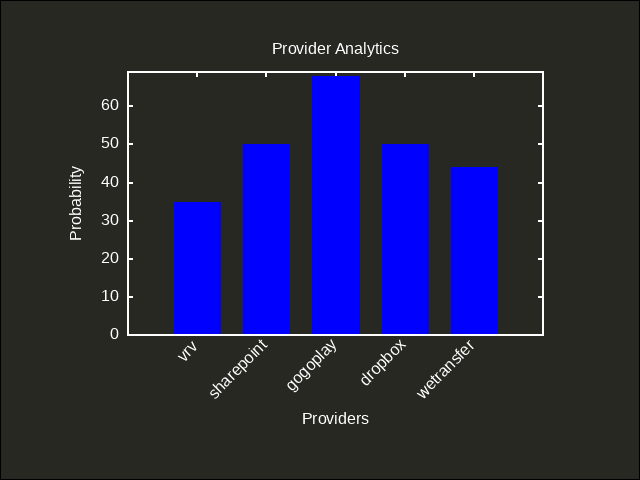 Provider Analytics
Probability
60
50
40
30
20
10
0
vrv
sharepoint
gogoplay
dropbox
wetransfer
Providers